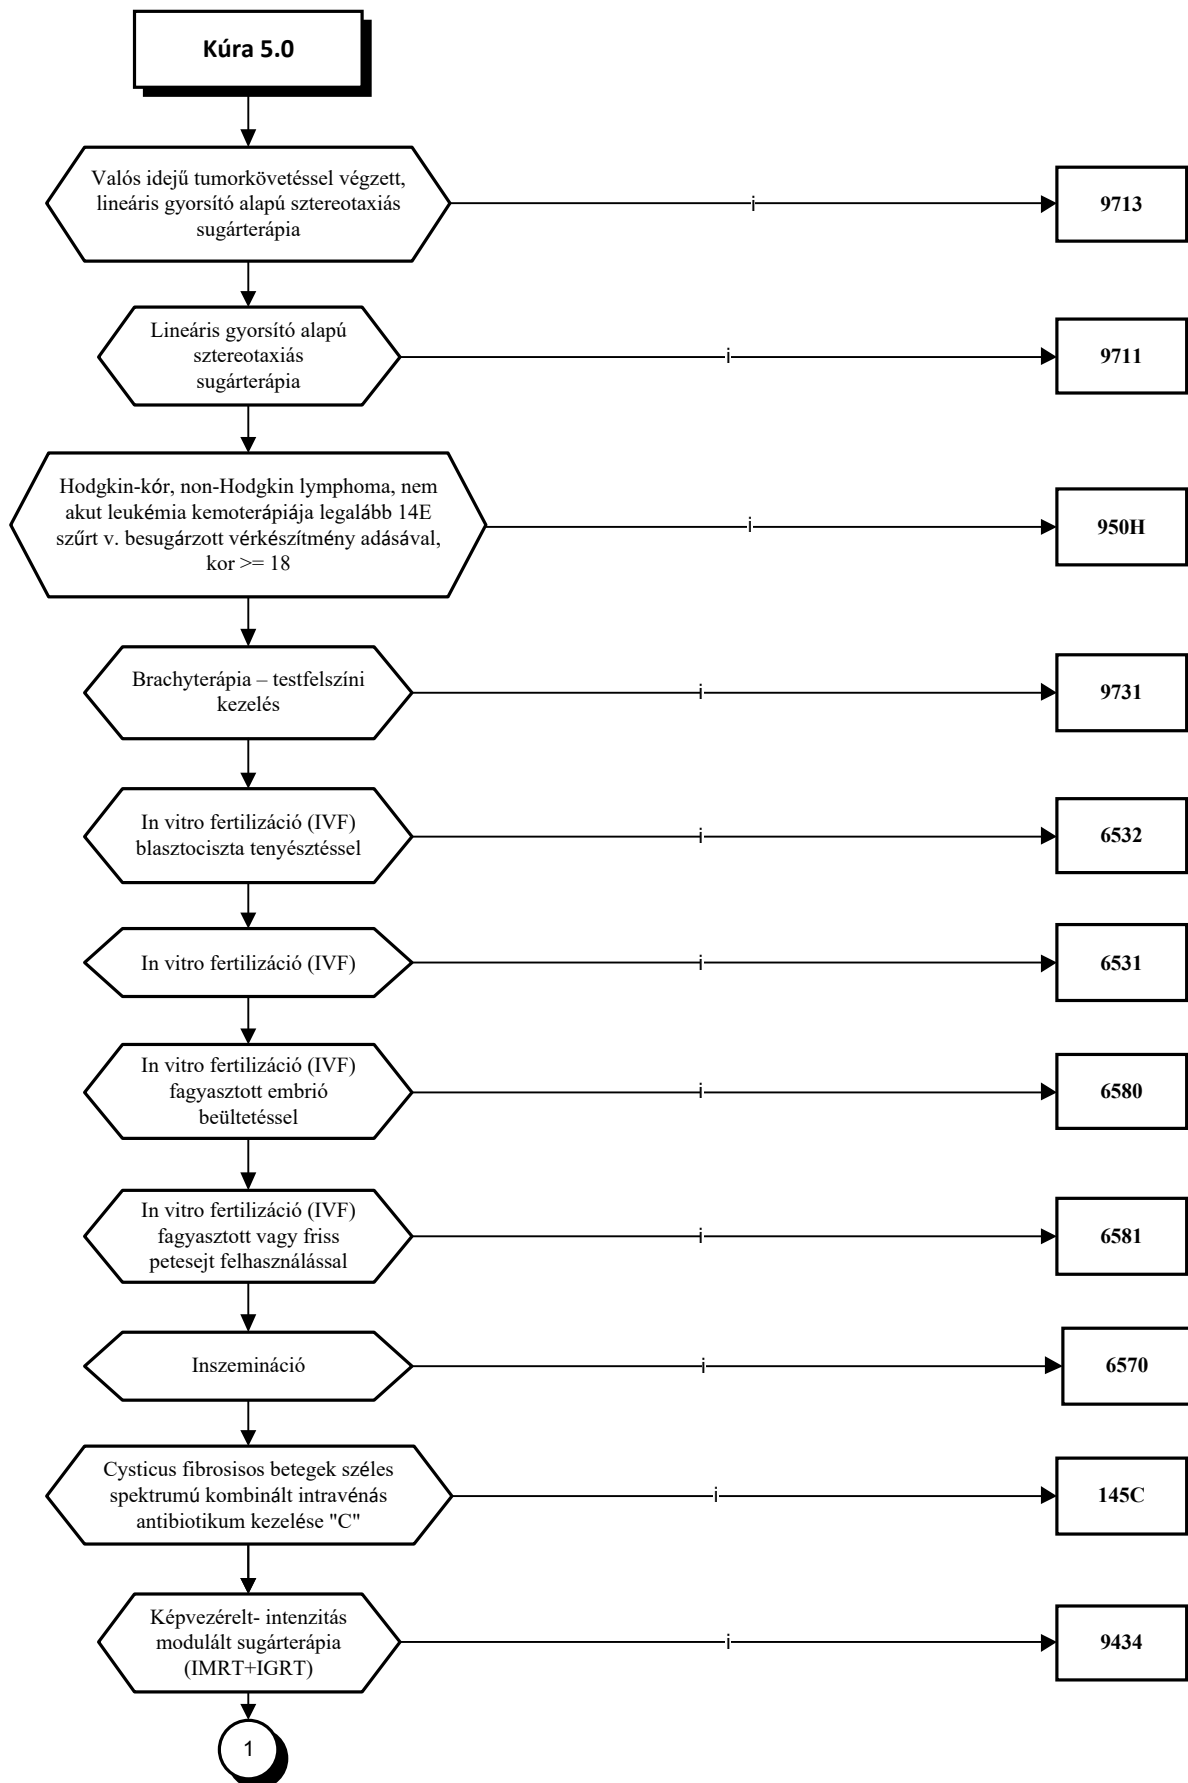 Kúra 5.0
Valós idejű tumorkövetéssel végzett,
lineáris gyorsító alapú sztereotaxiás
sugárterápia
i
9713
Lineáris gyorsító alapú
sztereotaxiás
sugárterápia
i
9711
Hodgkin-kór, non-Hodgkin lymphoma, nem
akut leukémia kemoterápiája legalább 14E
szűrt v. besugárzott vérkészítmény adásával,
kor >= 18
i
950H
Brachyterápia – testfelszíni
kezelés
i
9731
In vitro fertilizáció (IVF)
blasztociszta tenyésztéssel
i
6532
In vitro fertilizáció (IVF)
i
6531
In vitro fertilizáció (IVF)
fagyasztott embrió
beültetéssel
i
6580
In vitro fertilizáció (IVF)
fagyasztott vagy friss
petesejt felhasználással
i
6581
Inszemináció
i
6570
Cysticus fibrosisos betegek széles
spektrumú kombinált intravénás
antibiotikum kezelése "C"
i
145C
Képvezérelt- intenzitás
modulált sugárterápia
(IMRT+IGRT)
i
9434
1